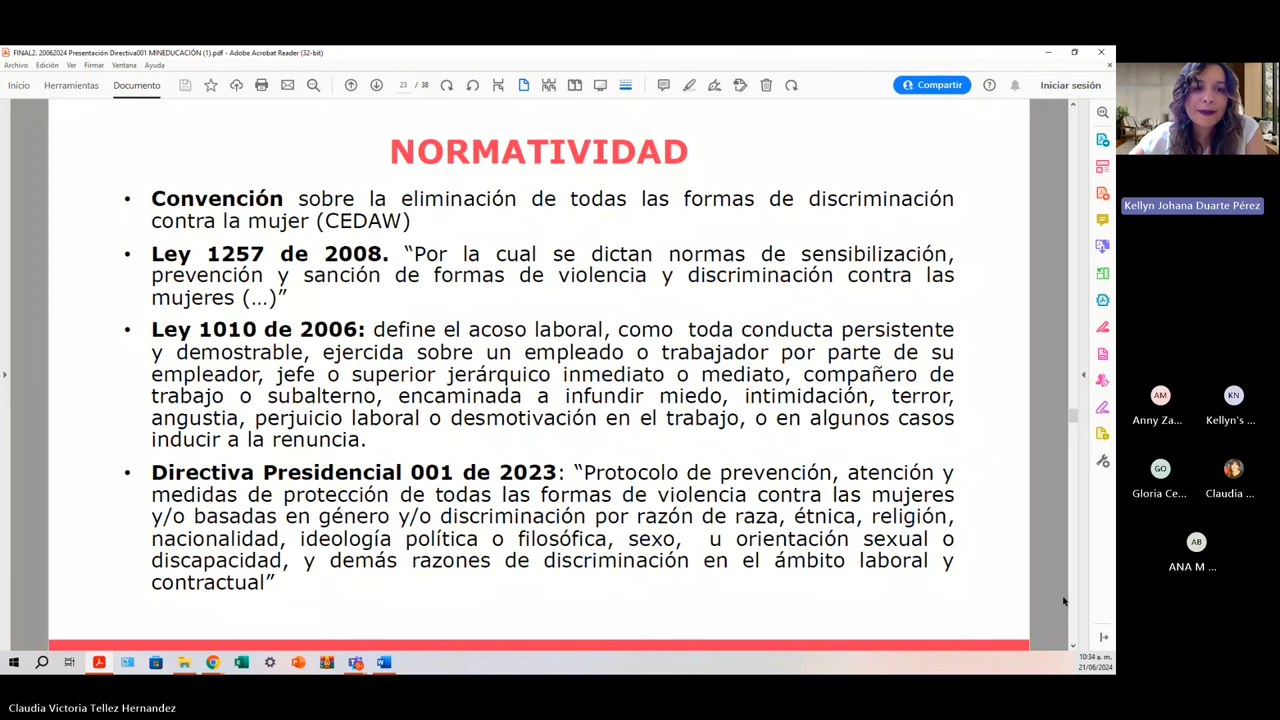 FINAL2, 20062024 Presentación Directiva001 MINEDUCACIÓN (1).pdf - Adobe Acrobat Reader (32-bit)
Archivo Edición Ver Firmar Ventana Ayuda
Inicio Herramientas Documento 23 / 38 Compartir Iniciar sesión
NORMATIVIDAD
• Convención sobre la eliminación de todas las formas de discriminación
contra la mujer (CEDAW)
• Ley 1257 de 2008. “Por la cual se dictan normas de sensibilización,
prevención y sanción de formas de violencia y discriminación contra las
mujeres (…)”
• Ley 1010 de 2006: define el acoso laboral, como toda conducta persistente
y demostrable, ejercida sobre un empleado o trabajador por parte de su
empleador, jefe o superior jerárquico inmediato o mediato, compañero de
trabajo o subalterno, encaminada a infundir miedo, intimidación, terror,
angustia, perjuicio laboral o desmotivación en el trabajo, o en algunos casos
inducir a la renuncia.
• Directiva Presidencial 001 de 2023: “Protocolo de prevención, atención y
medidas de protección de todas las formas de violencia contra las mujeres
y/o basadas en género y/o discriminación por razón de raza, étnica, religión,
nacionalidad, ideología política o filosófica, sexo, u orientación sexual o
discapacidad, y demás razones de discriminación en el ámbito laboral y
contractual”
10:34 a. m.
21/06/2024
Kellyn Johana Duarte Pérez
AM KN
Anny Za... Kellyn's ...
GO
Gloria Ce... Claudia ...
AB
ANA M ...
Claudia Victoria Tellez Hernandez